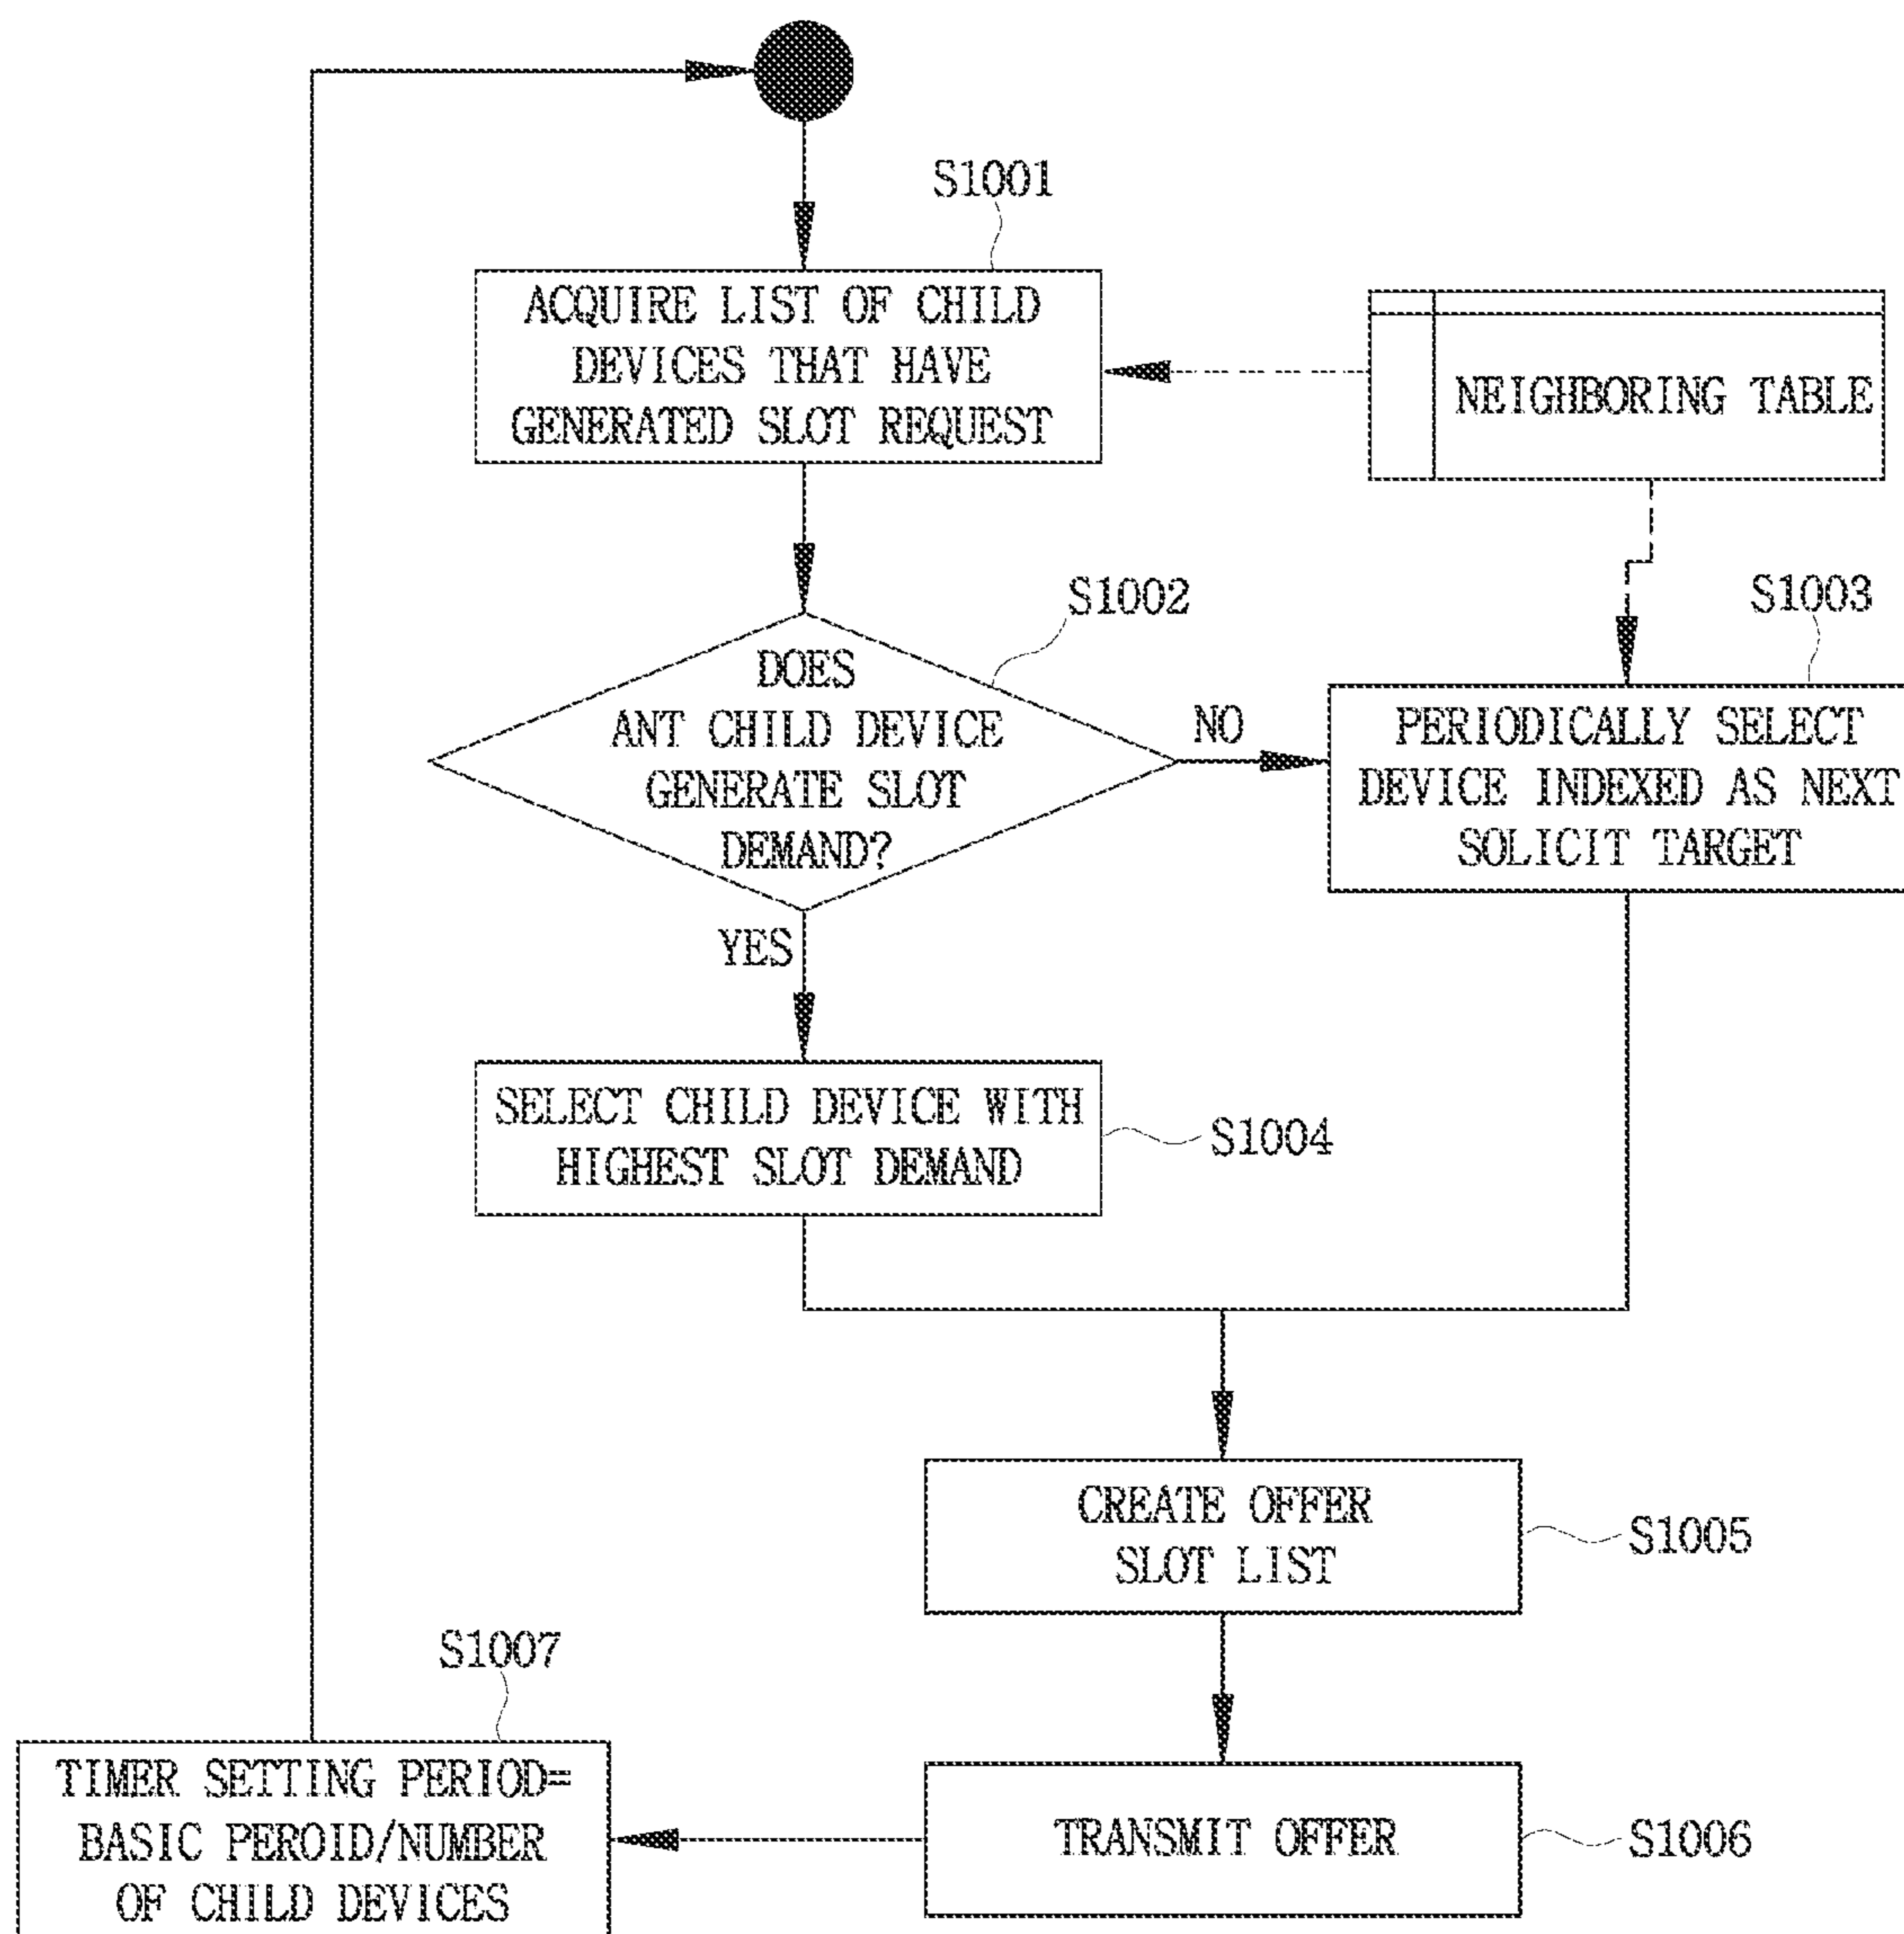 S1001
ACQUIRE LIST OF CHILD
DEVICES THAT HAVE
GENERATED SLOT REQUEST
NEIGHBORING TABLE
S1002
DOES
ANT CHILD DEVICE
GENERATE SLOT
DEMAND?
NO
YES
S1003
PERIODICALLY SELECT
DEVICE INDEXED AS NEXT
SOLICIT TARGET
SELECT CHILD DEVICE WITH
HIGHEST SLOT DEMAND
S1004
CREATE OFFER
SLOT LIST
S1005
TRANSMIT OFFER
S1006
S1007
TIMER SETTING PERIOD=
BASIC PEROID/NUMBER
OF CHILD DEVICES